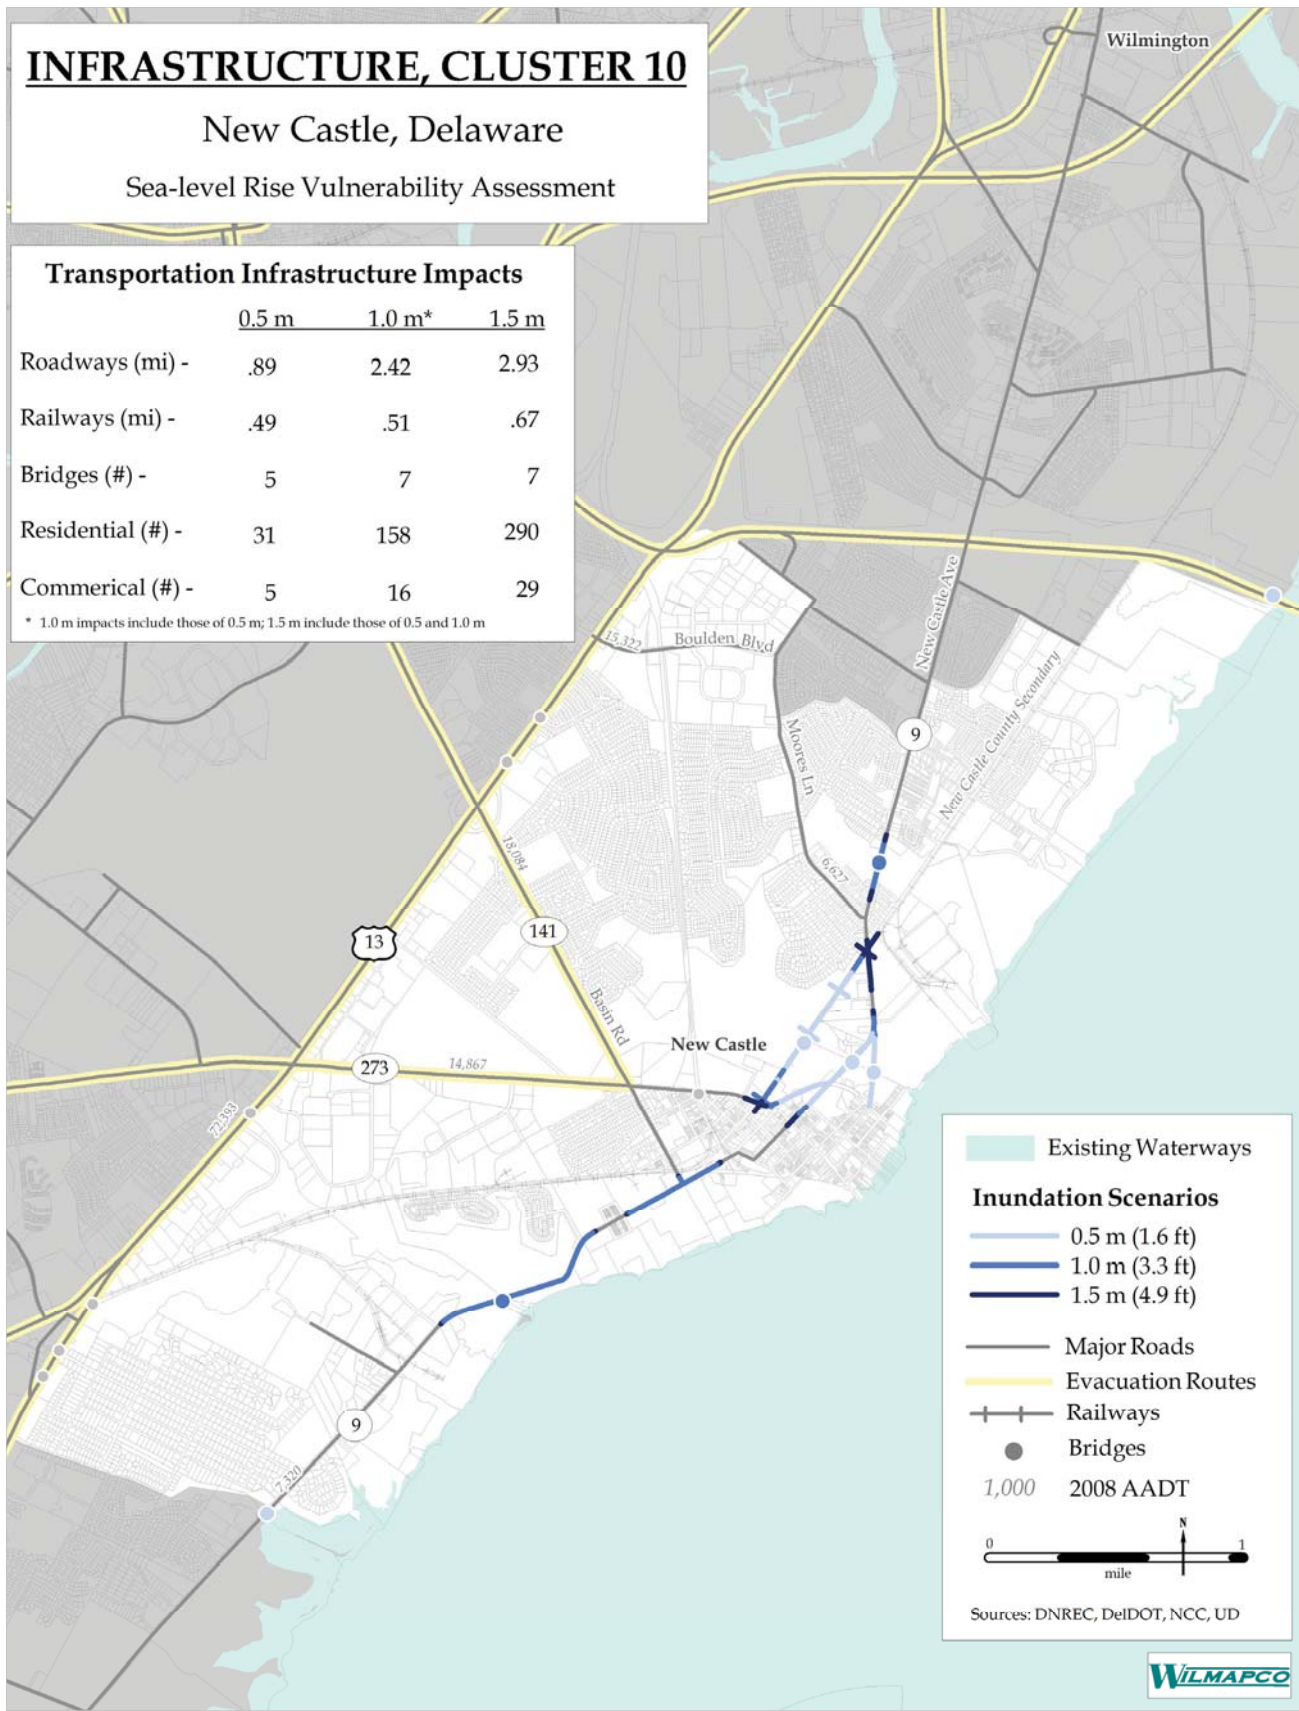 INFRASTRUCTURE, CLUSTER 10
New Castle, Delaware
Sea-level Rise Vulnerability Assessment
Transportation Infrastructure Impacts
0.5 m 1.0 m* 1.5 m
Roadways (mi) - .89 2.42 2.93
Railways (mi) - .49 .51 .67
Bridges (#) - 5 7 7
Residential (#) - 31 158 290
Commerical (#) - 5 16 29
* 1.0 m impacts include those of 0.5 m; 1.5 m include those of 0.5 and 1.0 m
Wilmington
New Castle Ave
15,322
Boulden Blvd
New Castle County Secondary
Moores Ln
9
18,084
6,627
13
141
Basin Rd
New Castle
273
14,867
72,393
9
7,320
Existing Waterways
Inundation Scenarios
0.5 m (1.6 ft)
1.0 m (3.3 ft)
1.5 m (4.9 ft)
Major Roads
Evacuation Routes
Railways
Bridges
1,000 2008 AADT
N
0 1
mile
Sources: DNREC, DelDOT, NCC, UD
WILMAPCO